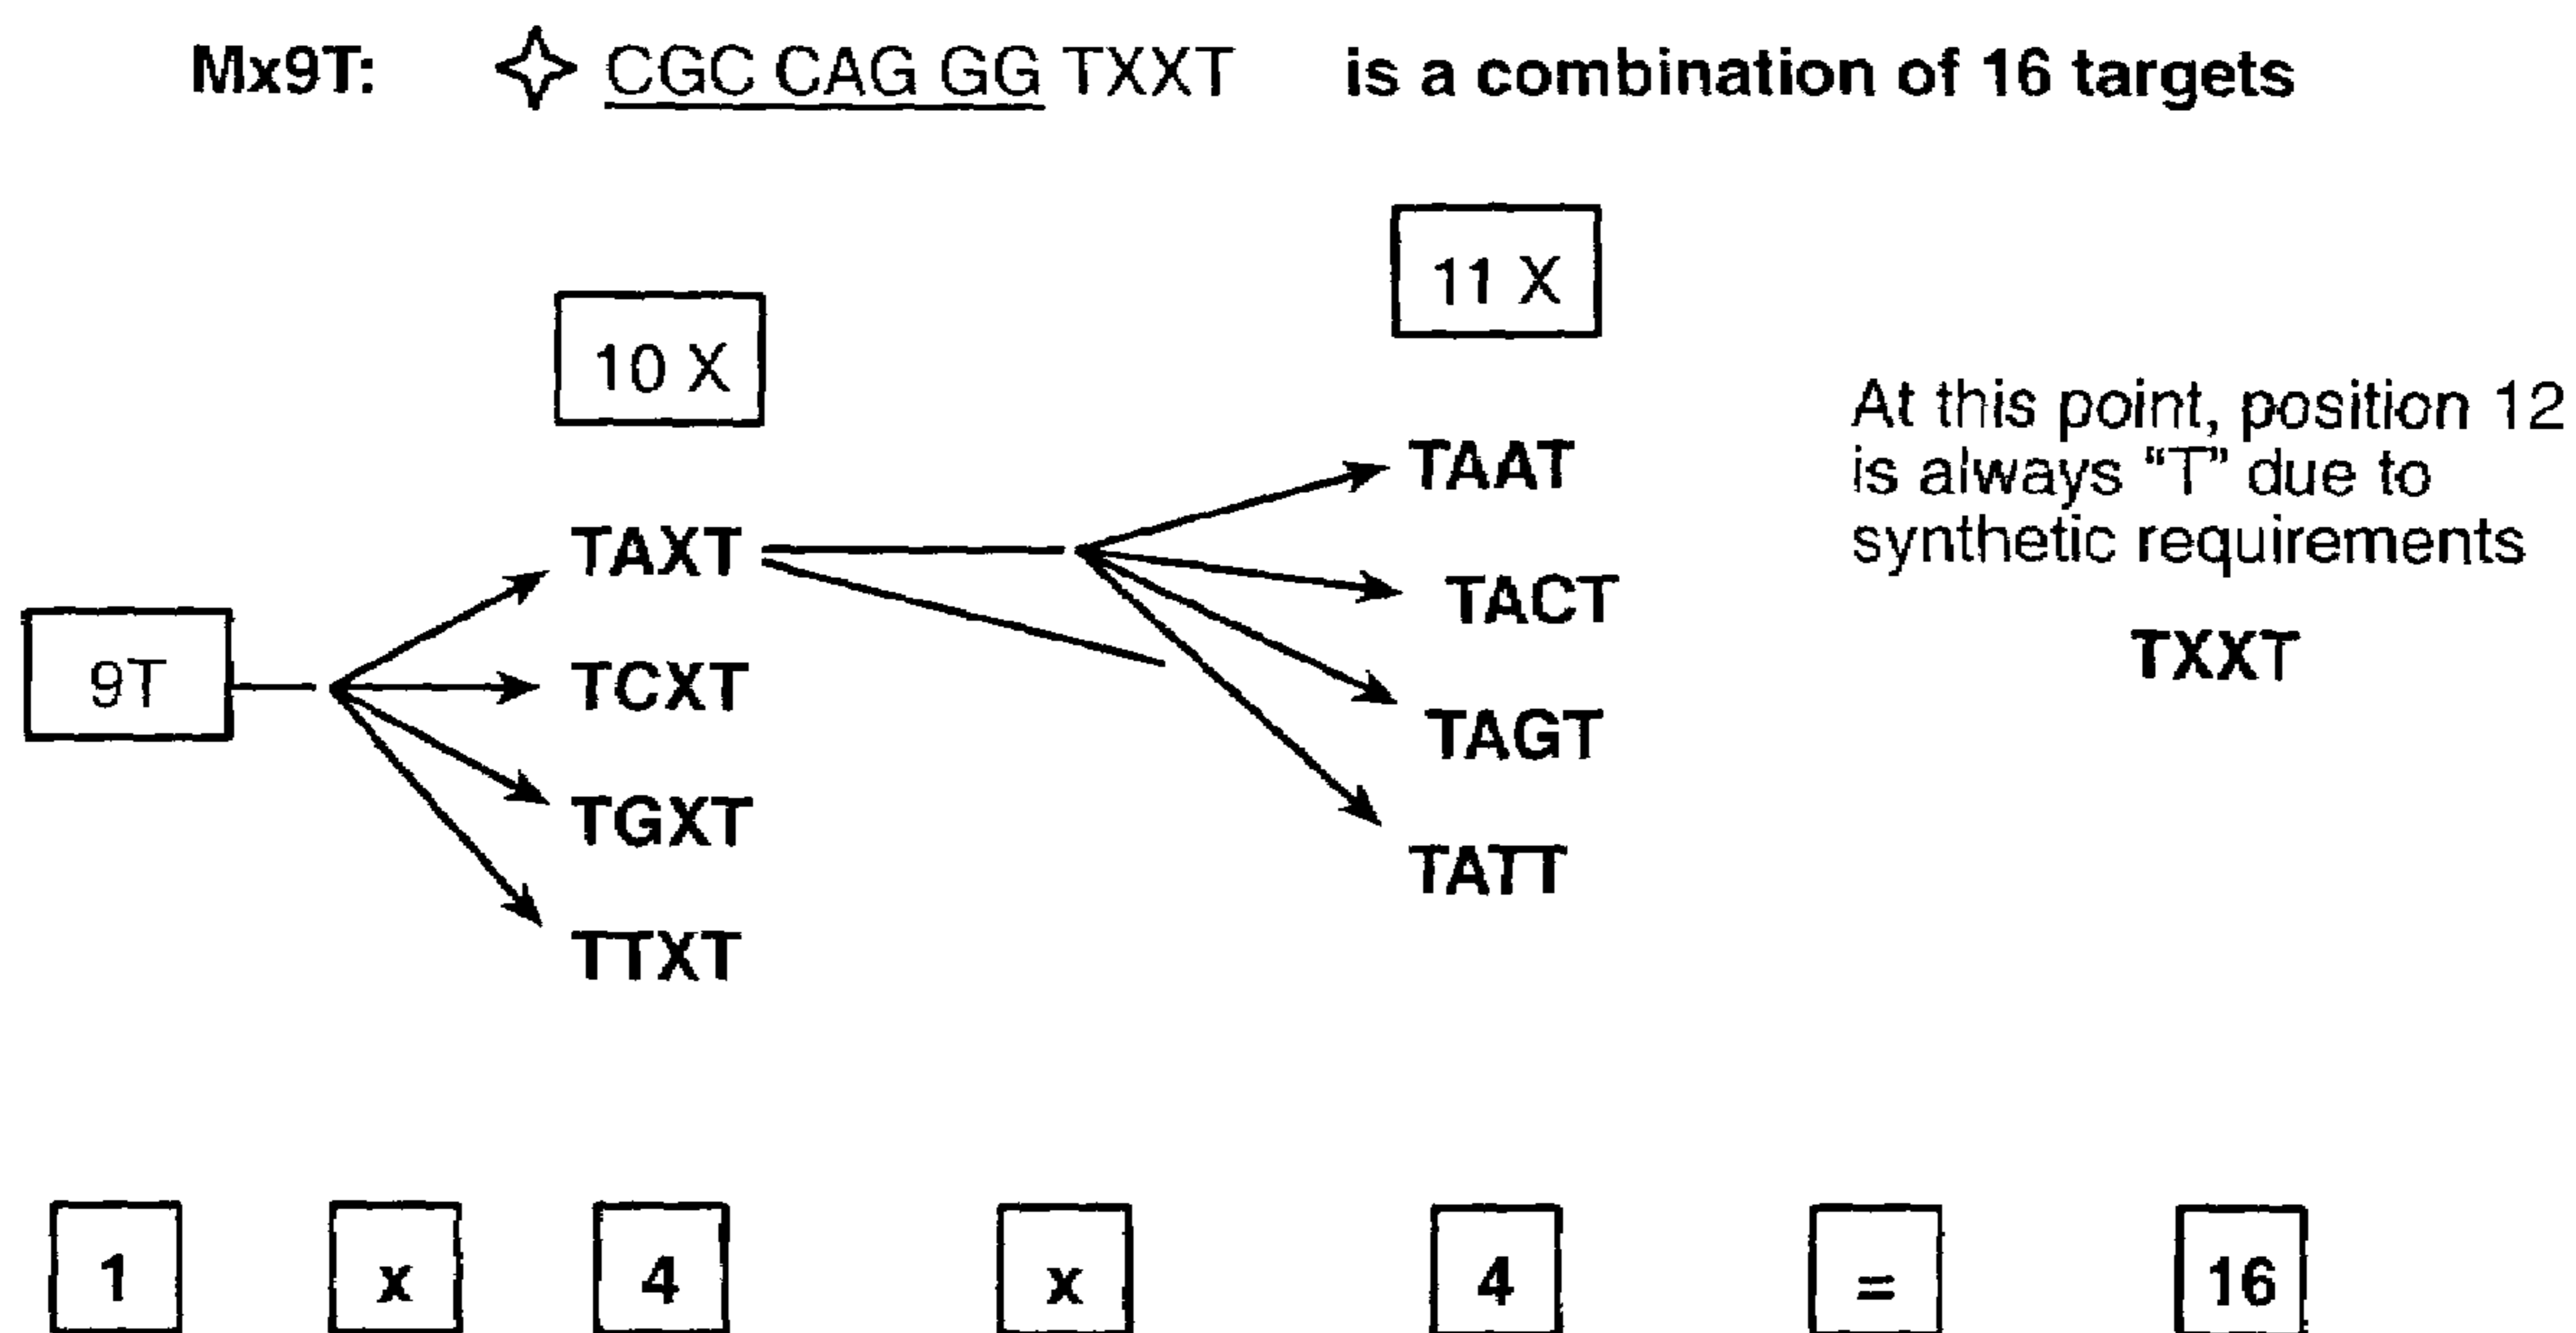 Mx9T: CGC CAG GG TXXT is a combination of 16 targets
11 X
10 X
At this point, position 12
is always “T” due to
synthetic requirements
TXXT
9T
TAXT
TCXT
TGXT
TTXT
TAAT
TACT
TAGT
TATT
1 x 4 x 4 = 16